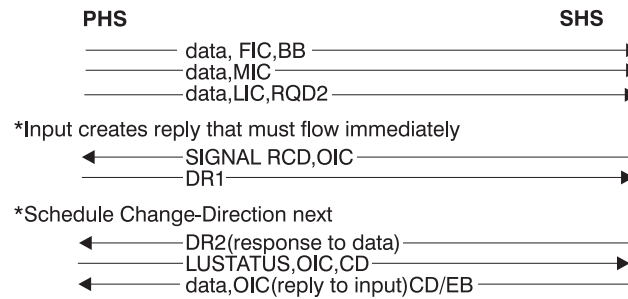 PHS SHS
data, FIC,BB
data,MIC
data,LIC,RQD2
*Input creates reply that must flow immediately
SIGNAL RCD,OIC
DR1
*Schedule Change-Direction next
DR2(response to data)
LUSTATUS,OIC,CD
data,OIC(reply to input)CD/EB